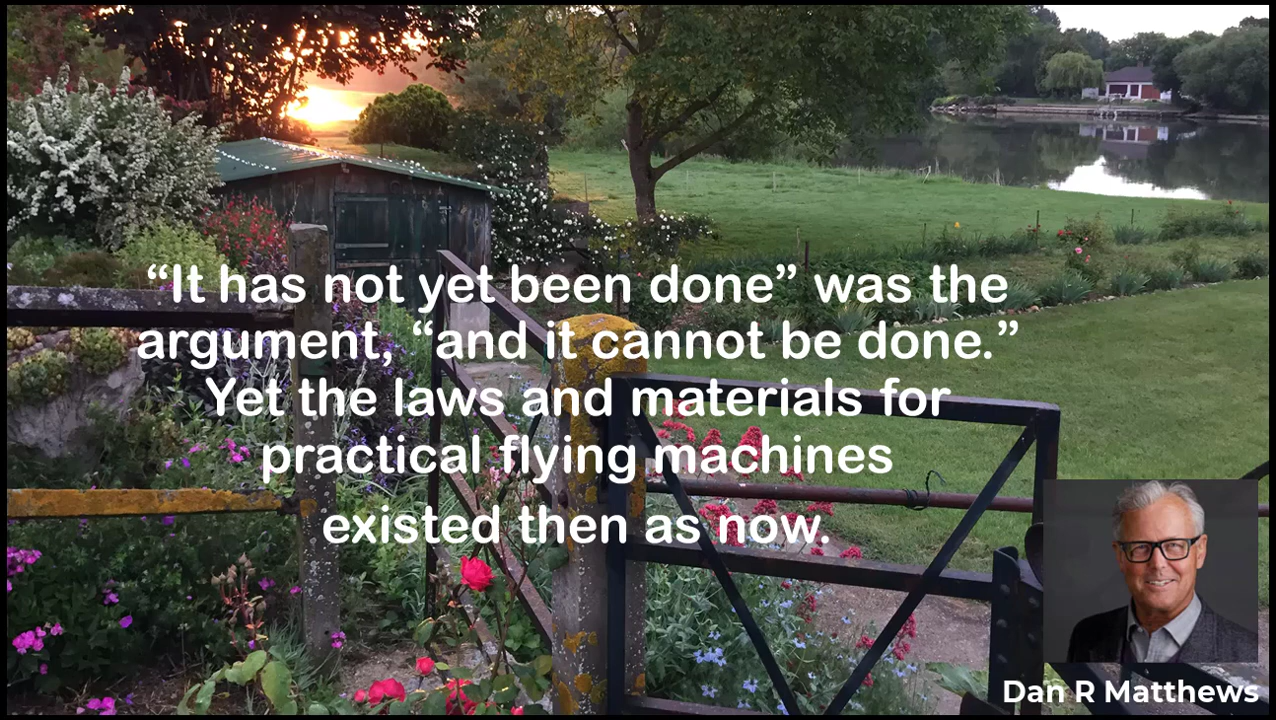 “It has not yet been done” was the
argument, “and it cannot be done.”
Yet the laws and materials for
practical flying machines
existed then as now.
Dan R Matthews